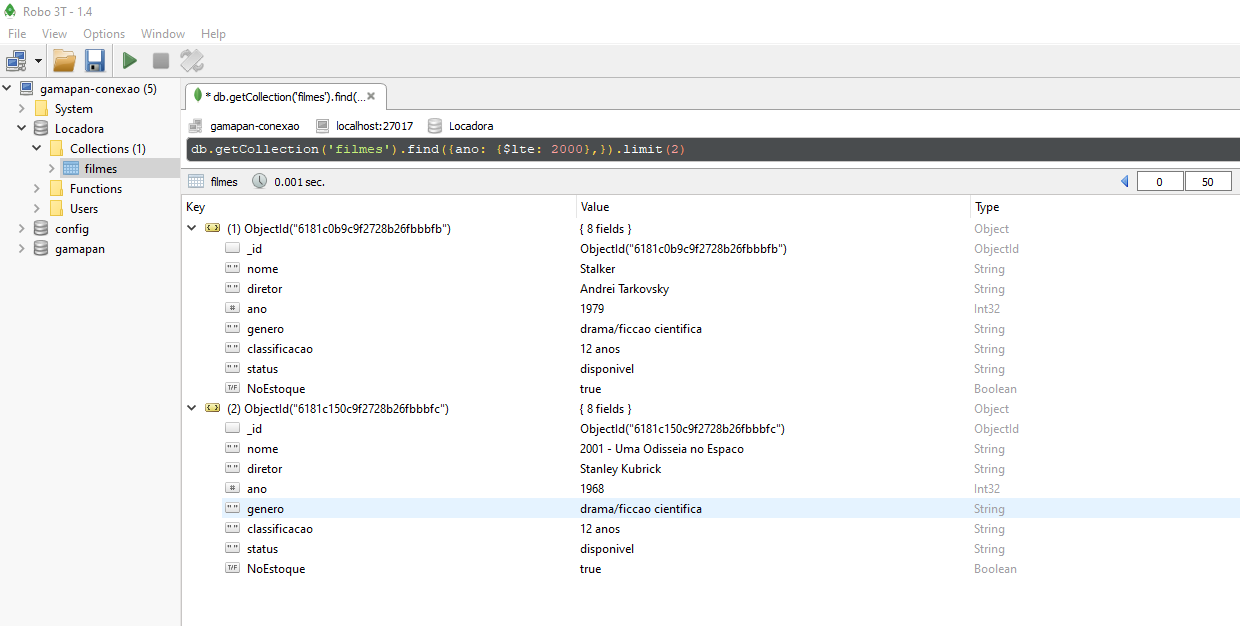 Robo 3T - 1.4
File View Options Window Help
gamapan-conexao (5)
System
Locadora
Collections (1)
filmes
Functions
Users
config
gamapan
* db.getCollection('filmes').find(...
gamapan-conexao localhost:27017 Locadora
db.getCollection('filmes').find({ano: {$lte: 2000},}).limit(2)
filmes 0.001 sec. 0 50
Key Value Type
(1) ObjectId("6181c0b9c9f2728b26fbbbfb") { 8 fields } Object
_id ObjectId("6181c0b9c9f2728b26fbbbfb") ObjectId
" " nome Stalker String
" " diretor Andrei Tarkovsky String
# ano 1979 Int32
" " genero drama/ficcao cientifica String
" " classificacao 12 anos String
" " status disponivel String
T/F NoEstoque true Boolean
(2) ObjectId("6181c150c9f2728b26fbbbfc") { 8 fields } Object
_id ObjectId("6181c150c9f2728b26fbbbfc") ObjectId
" " nome 2001 - Uma Odisseia no Espaco String
" " diretor Stanley Kubrick String
# ano 1968 Int32
" " genero drama/ficcao cientifica String
" " classificacao 12 anos String
" " status disponivel String
T/F NoEstoque true Boolean